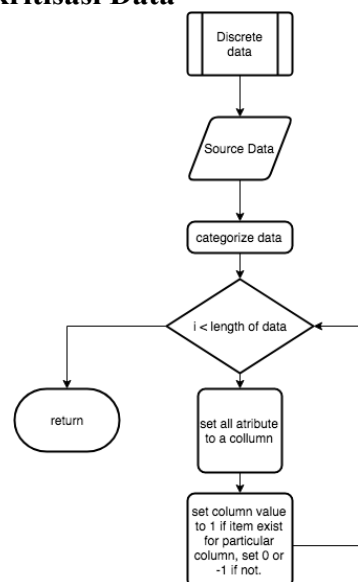 Data
Discrete
data
Source Data
categorize data
i < length of data
return
set all atribute
to a collumn
set column value
to 1 if item exist
for particular
column, set 0 or
-1 if not.